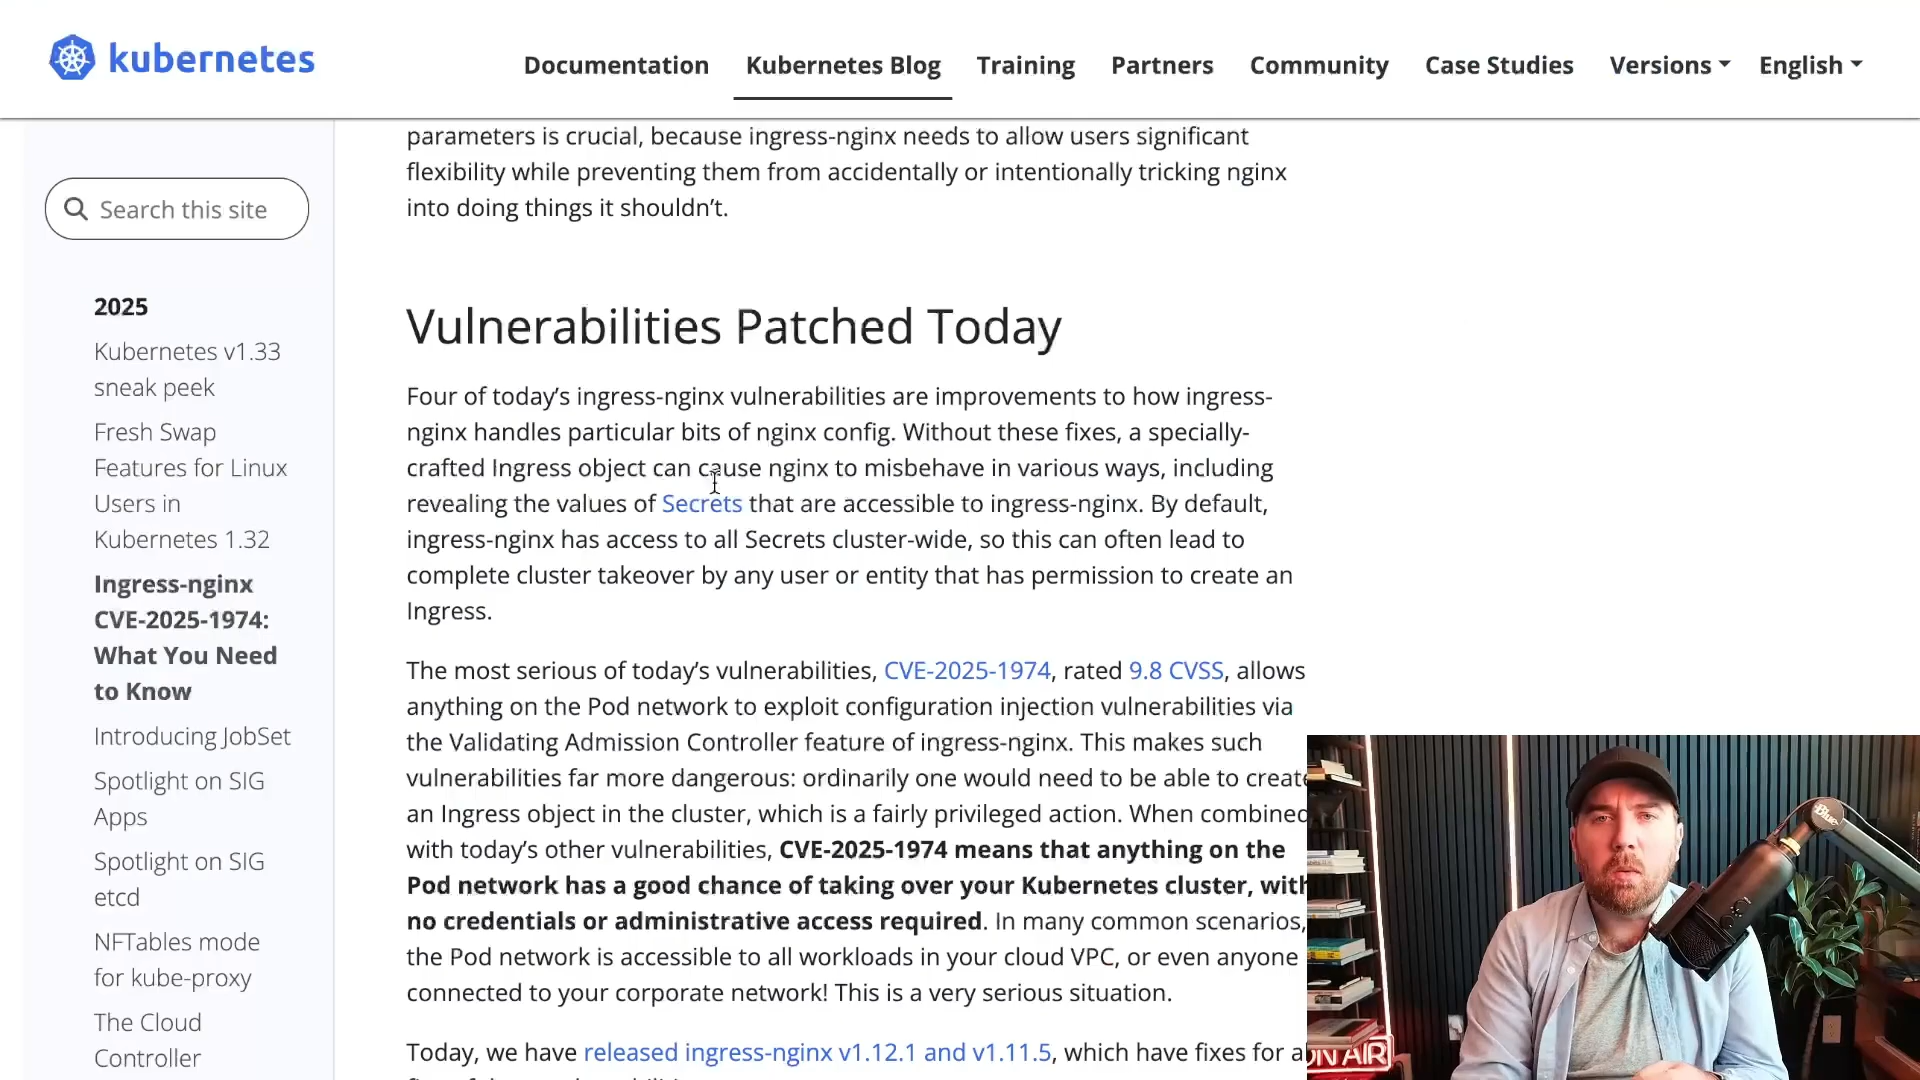 kubernetes
Documentation
Kubernetes Blog
Training
Partners
Community
Case Studies
Versions
English
Search this site
2025
Kubernetes v1.33
sneak peek
Fresh Swap
Features for Linux
Users in
Kubernetes 1.32
Ingress-nginx
CVE-2025-1974:
What You Need
to Know
Introducing JobSet
Spotlight on SIG
Apps
Spotlight on SIG
etcd
NFTables mode
for kube-proxy
The Cloud
Controller
parameters is crucial, because ingress-nginx needs to allow users significant
flexibility while preventing them from accidentally or intentionally tricking nginx
into doing things it shouldn’t.
Vulnerabilities Patched Today
Four of today’s ingress-nginx vulnerabilities are improvements to how ingress-
nginx handles particular bits of nginx config. Without these fixes, a specially-
crafted Ingress object can cause nginx to misbehave in various ways, including
revealing the values of Secrets that are accessible to ingress-nginx. By default,
ingress-nginx has access to all Secrets cluster-wide, so this can often lead to
complete cluster takeover by any user or entity that has permission to create an
Ingress.
The most serious of today’s vulnerabilities, CVE-2025-1974, rated 9.8 CVSS, allows
anything on the Pod network to exploit configuration injection vulnerabilities via
the Validating Admission Controller feature of ingress-nginx. This makes such
vulnerabilities far more dangerous: ordinarily one would need to be able to create
an Ingress object in the cluster, which is a fairly privileged action. When combined
with today’s other vulnerabilities, CVE-2025-1974 means that anything on the
Pod network has a good chance of taking over your Kubernetes cluster, with
no credentials or administrative access required. In many common scenarios,
the Pod network is accessible to all workloads in your cloud VPC, or even anyone
connected to your corporate network! This is a very serious situation.
Today, we have released ingress-nginx v1.12.1 and v1.11.5, which have fixes for a
Blue
ON AIR